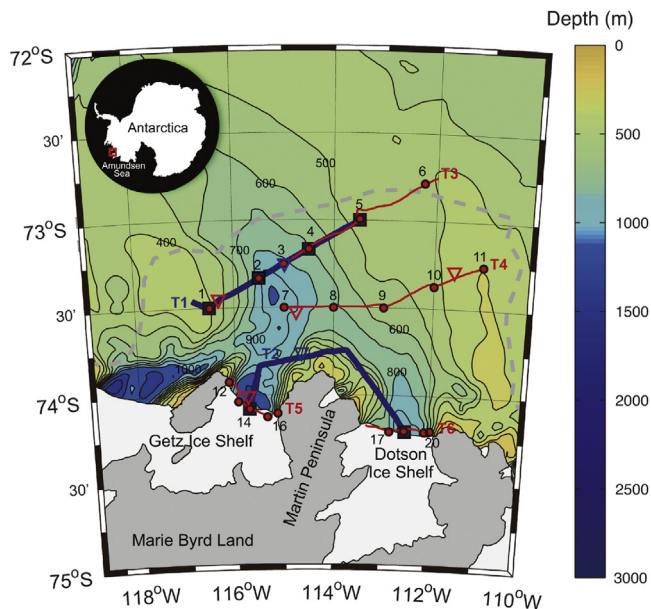 Depth (m)
72°S
30'
73°S
30'
74°S
30'
75°S
118°W
116°W
114°W
112°W
110°W
Antarctica
Amundsen
Sea
500
600
400
700
900
1000
600
800
T1
T2
T3
T4
T5
T6
1
2
3
4
5
6
7
8
9
10
11
12
14
16
17
20
Getz Ice Shelf
Martin Peninsula
Dotson
Ice Shelf
Marie Byrd Land
0
500
1000
1500
2000
2500
3000